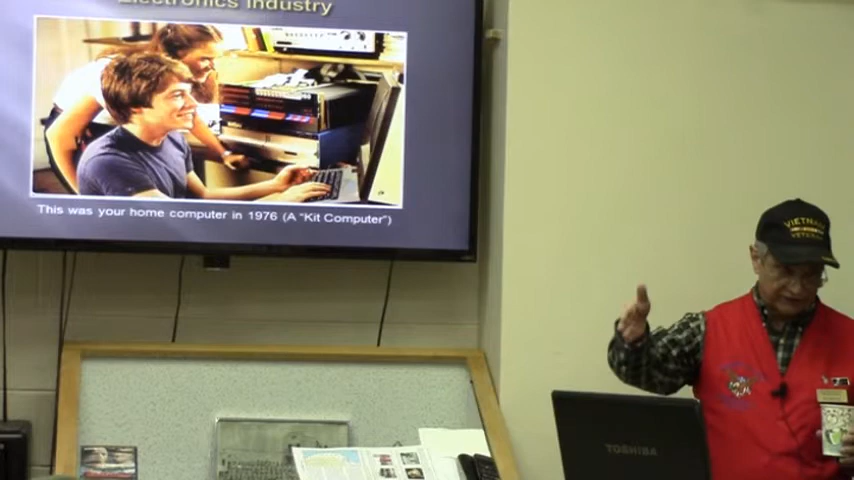 Electronics Industry
This was your home computer in 1976 (A "Kit Computer")
VIETNAM
VETERAN
TOSHIBA